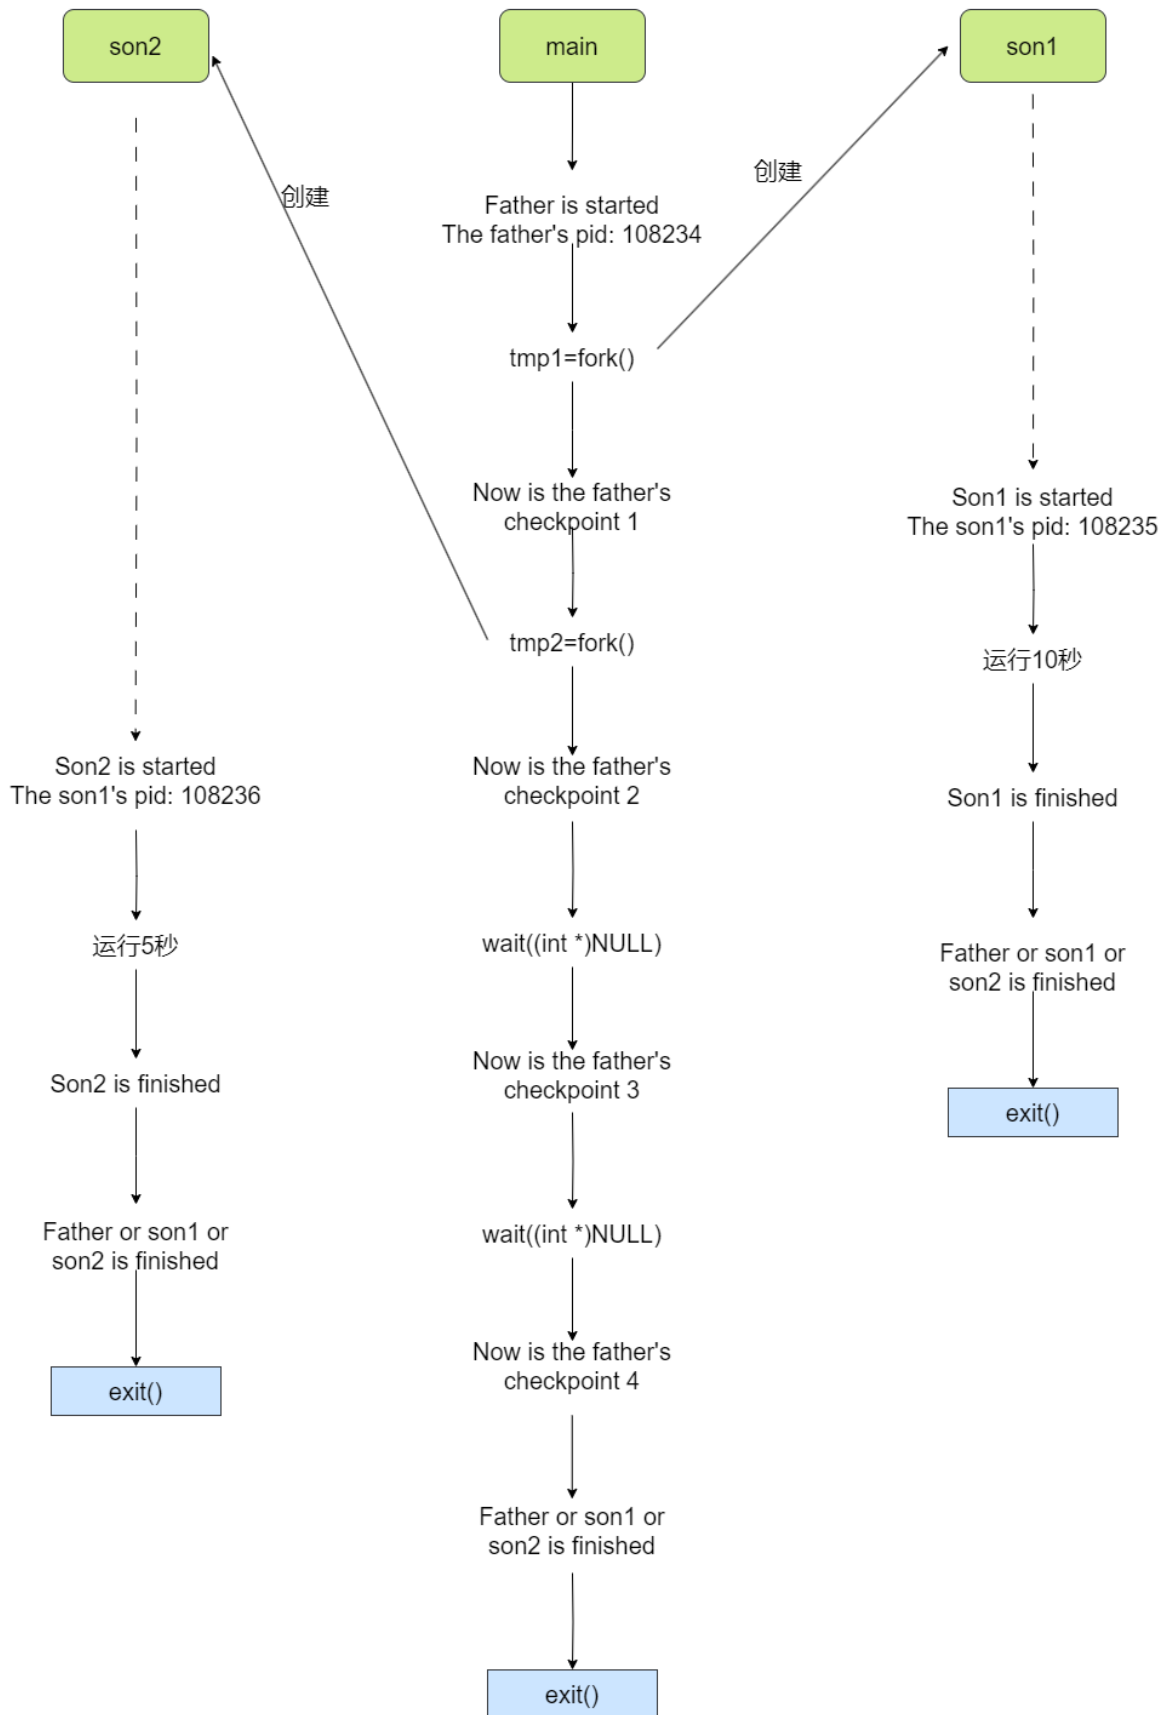 son2
main
son1
创建
创建
Father is started
The father's pid: 108234
tmp1=fork()
Now is the father's
checkpoint 1
Son1 is started
The son1's pid: 108235
tmp2=fork()
运行10秒
Son2 is started
The son1's pid: 108236
Now is the father's
checkpoint 2
Son1 is finished
运行5秒
wait((int *)NULL)
Father or son1 or
son2 is finished
Now is the father's
checkpoint 3
Son2 is finished
exit()
Father or son1 or
son2 is finished
wait((int *)NULL)
Now is the father's
checkpoint 4
exit()
Father or son1 or
son2 is finished
exit()